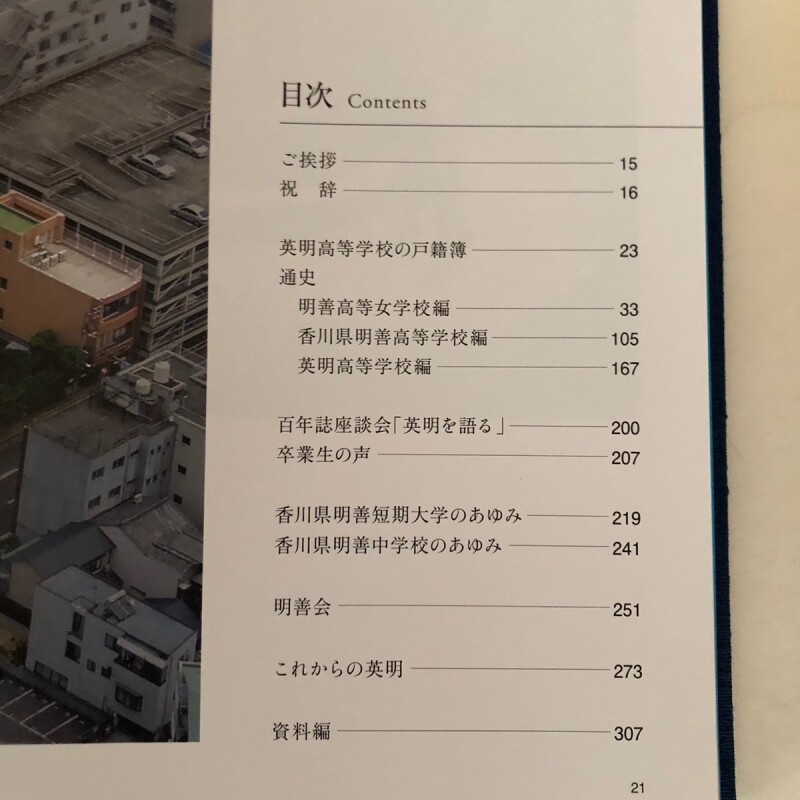 目次 Contents
ご挨拶 15
祝 辞 16
英明高等学校の戸籍簿 23
通史
明善高等女学校編 33
香川県明善高等学校編 105
英明高等学校編 167
百年誌座談会「英明を語る」 200
卒業生の声 207
香川県明善短期大学のあゆみ 219
香川県明善中学校のあゆみ 241
明善会 251
これからの英明 273
資料編 307
21